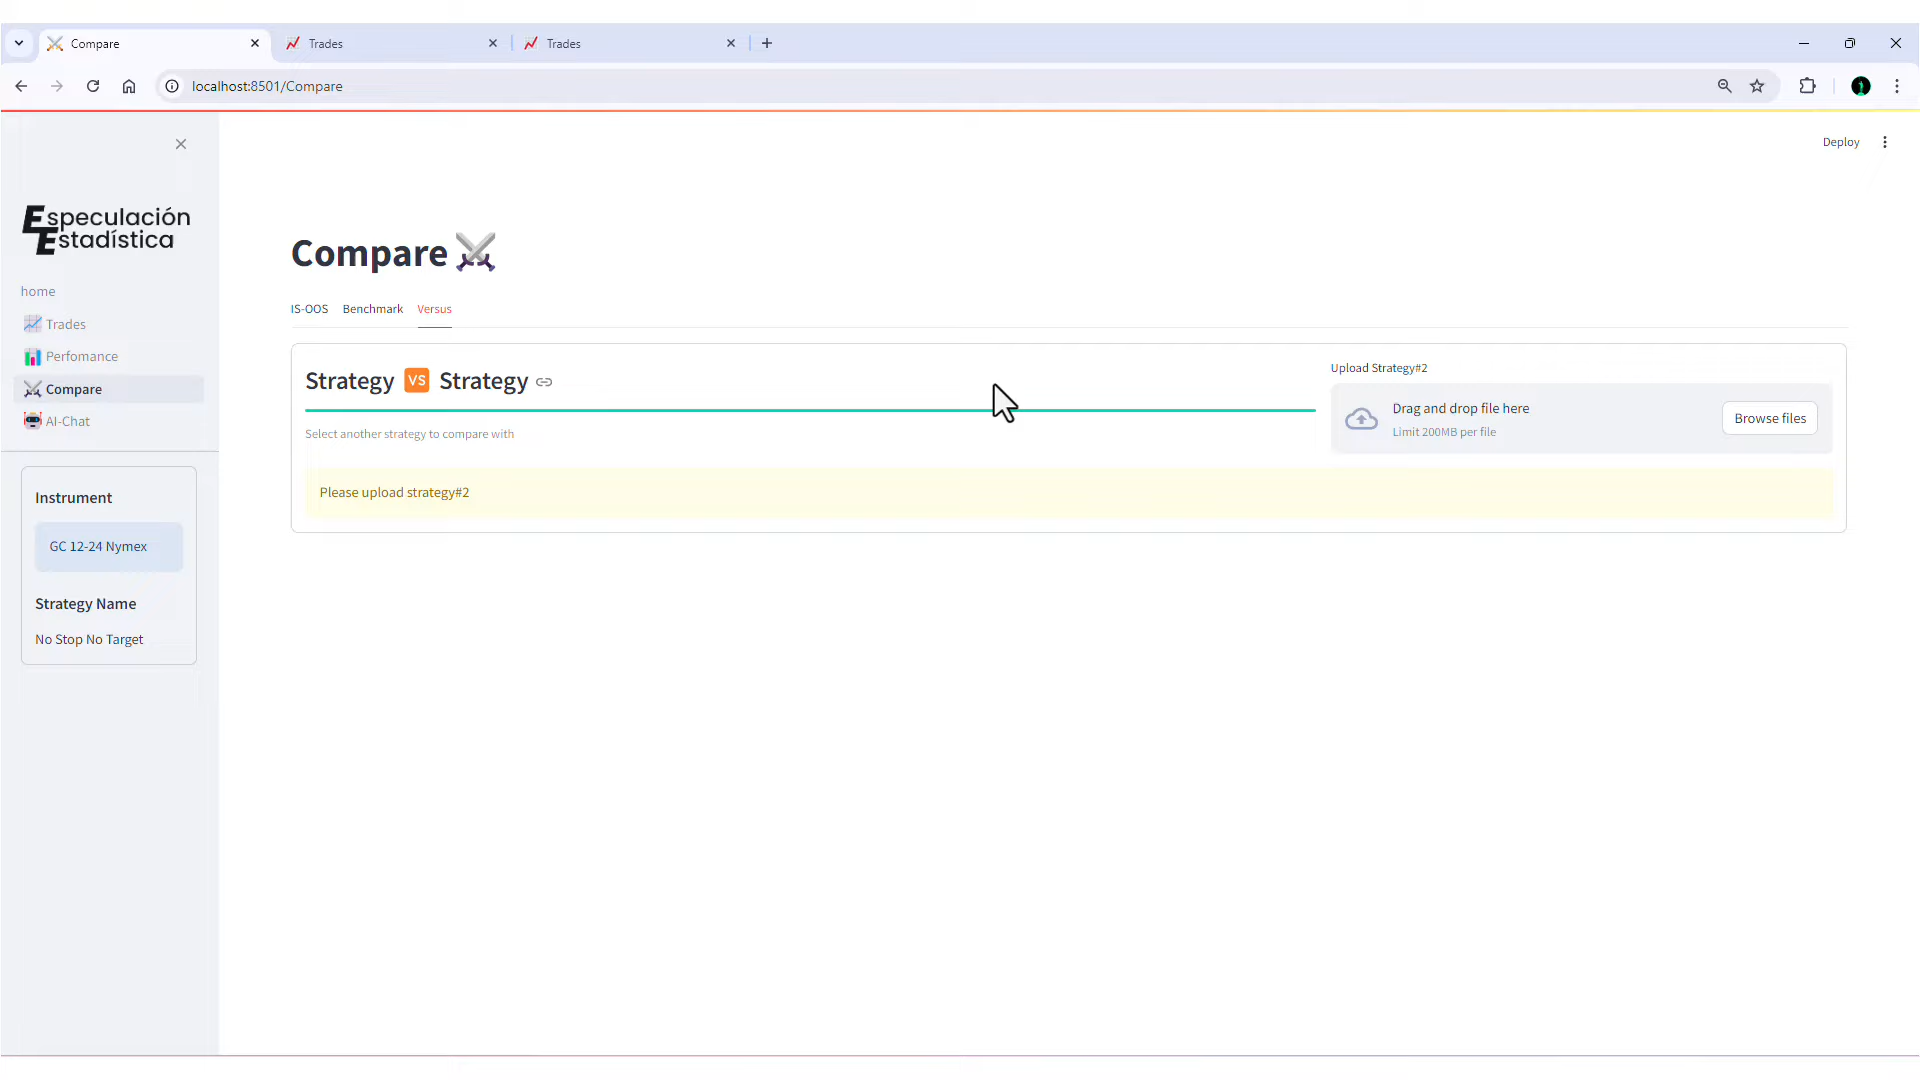 Compare
Trades
Trades
localhost:8501/Compare
Deploy
Especulación
Estadística
home
Trades
Perfomance
Compare
AI-Chat
Instrument
GC 12-24 Nymex
Strategy Name
No Stop No Target
Compare
IS-OOS Benchmark Versus
Strategy VS Strategy
Select another strategy to compare with
Upload Strategy#2
Drag and drop file here
Limit 200MB per file
Browse files
Please upload strategy#2